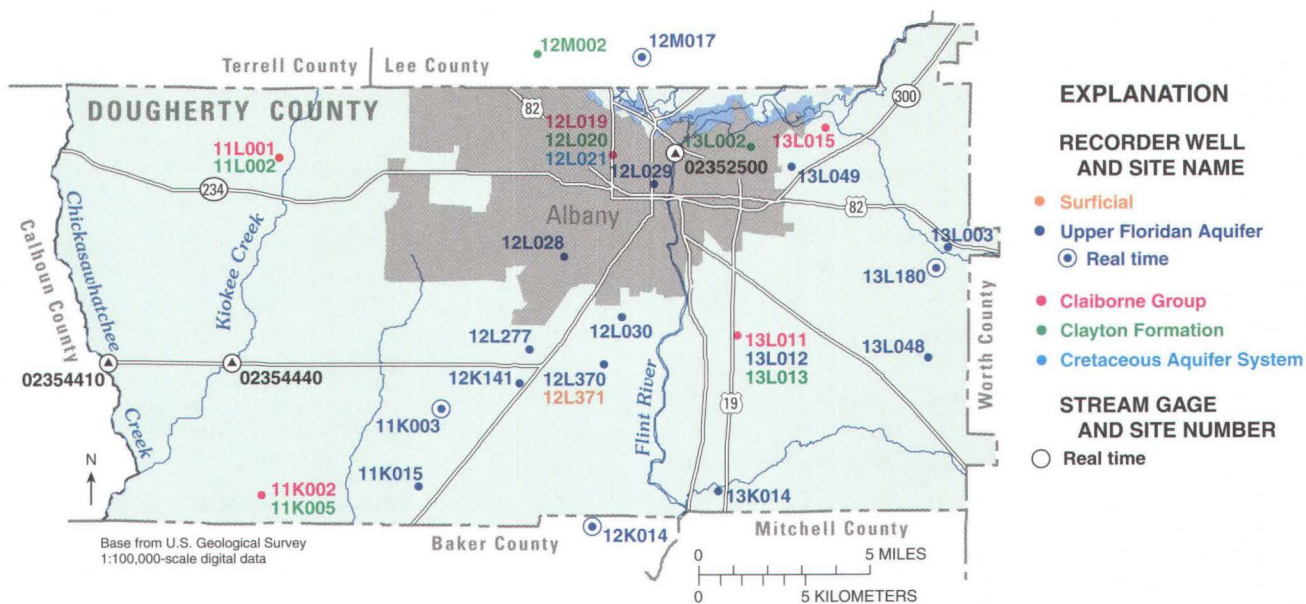 12M002
12M017
Terrell County
Lee County
DOUGHERTY COUNTY
82
300
12L019
12L020
12L021
13L002
13L015
11L001
11L002
12L029
02352500
13L049
234
82
Albany
Calhoun County
Chickasawhatchee
Creek
Kiokee Creek
12L028
13L003
13L180
12L030
12L277
13L011
13L012
13L013
13L048
Worth County
02354410
02354440
12K141
12L370
12L371
Flint River
19
11K003
N
11K015
11K002
11K005
13K014
12K014
Baker County
Mitchell County
Base from U.S. Geological Survey
1:100,000-scale digital data
0
5 MILES
0
5 KILOMETERS
EXPLANATION
RECORDER WELL
AND SITE NAME
Surficial
Upper Floridan Aquifer
Real time
Claiborne Group
Clayton Formation
Cretaceous Aquifer System
STREAM GAGE
AND SITE NUMBER
Real time